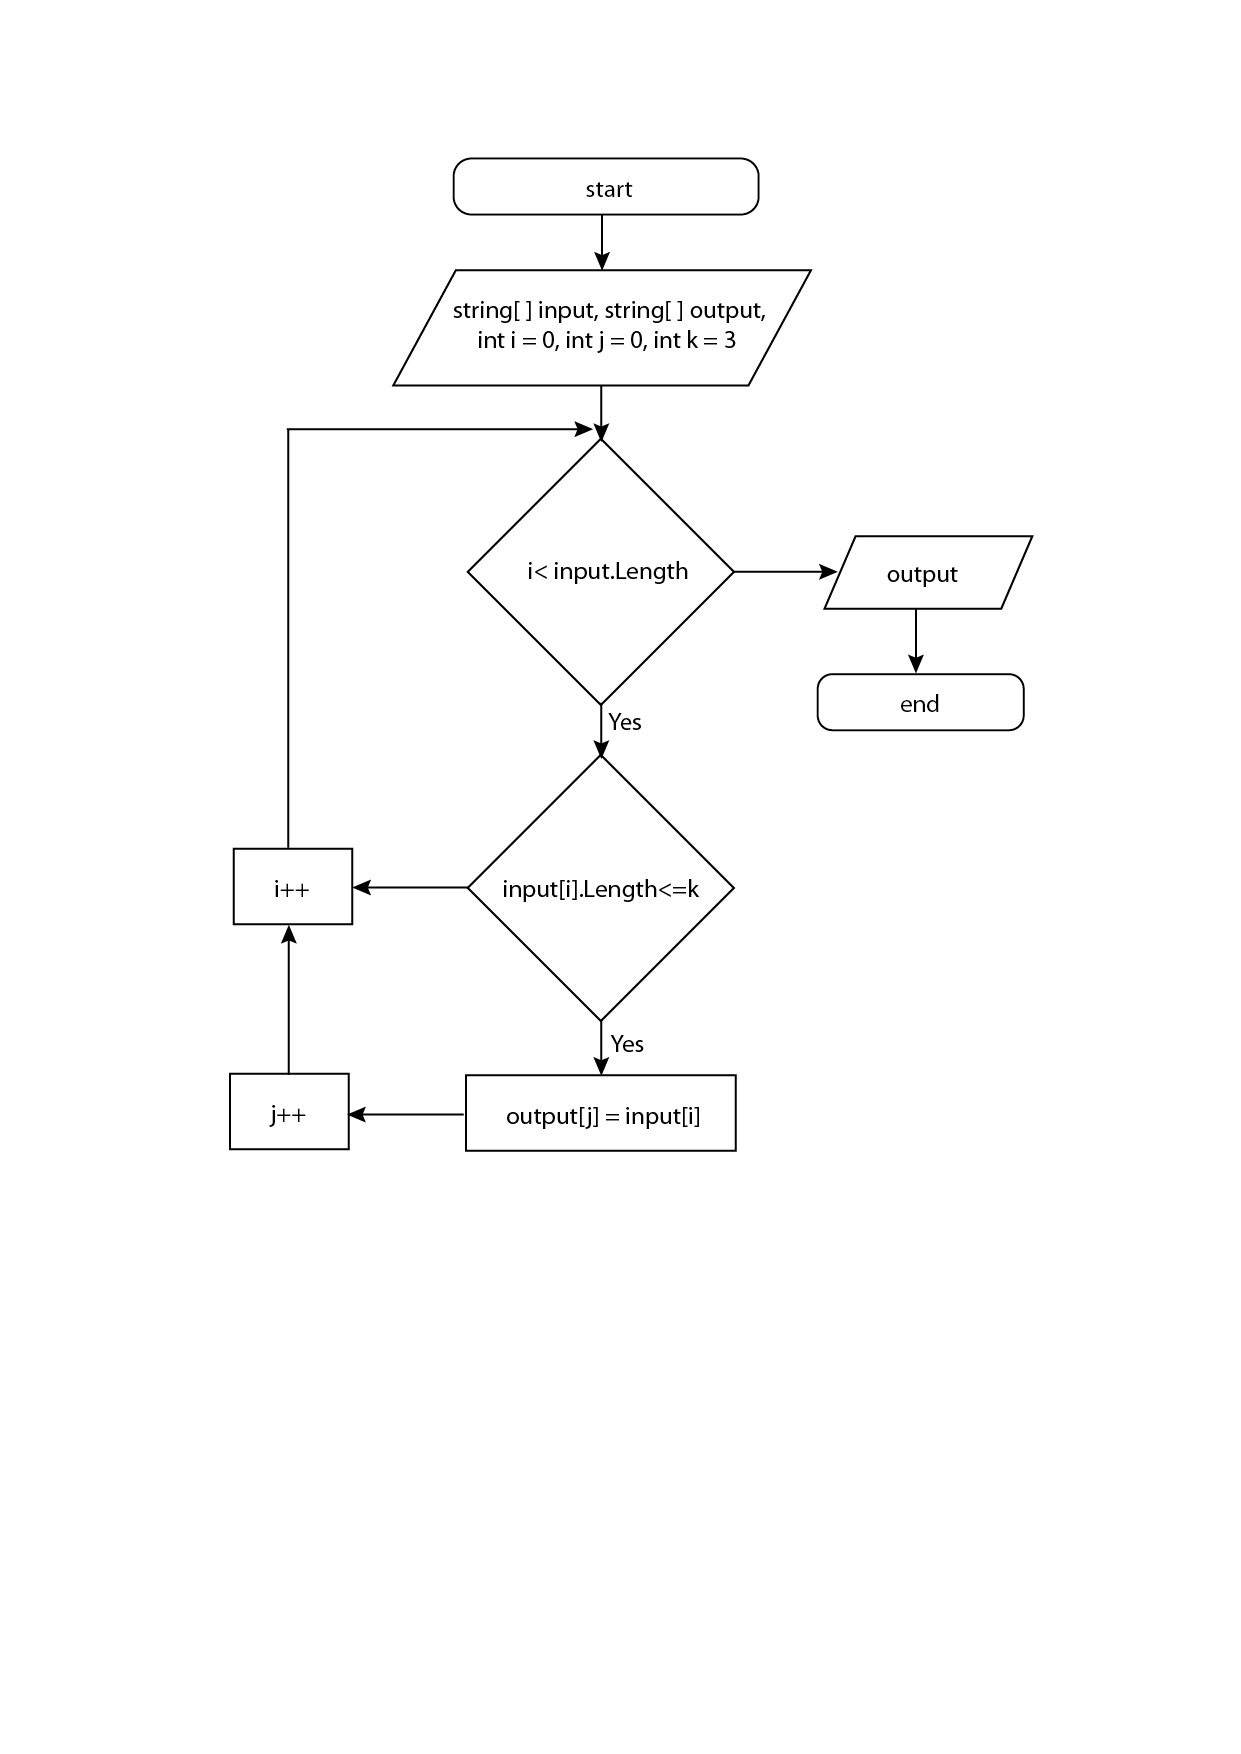 start
string[ ] input, string[ ] output,
int i = 0, int j = 0, int k = 3
i< input.Length
output
Yes
end
input[i].Length<=k
i++
Yes
output[j] = input[i]
j++